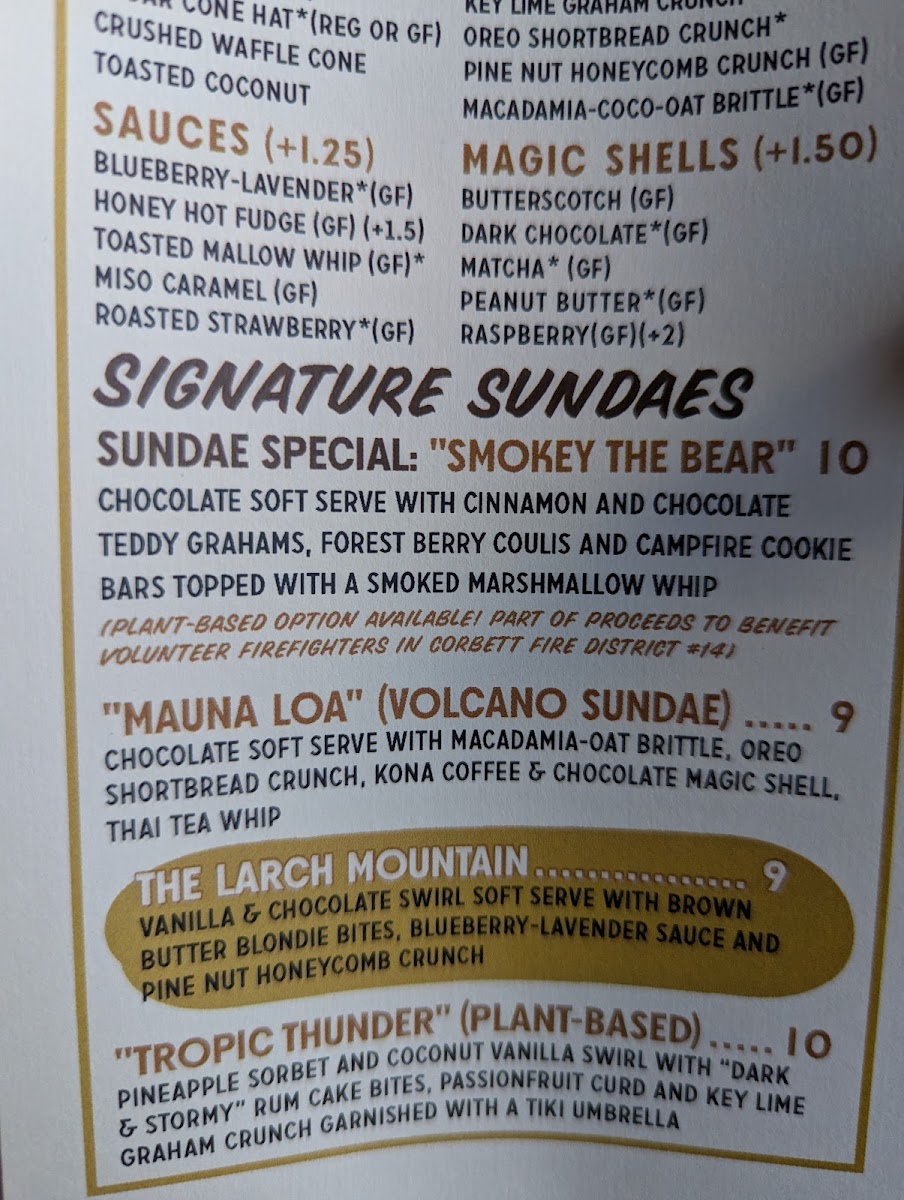 CONE HAT*(REG OR GF)
CRUSHED WAFFLE CONE
TOASTED COCONUT
SAUCES (+1.25)
BLUEBERRY-LAVENDER*(GF)
HONEY HOT FUDGE (GF) (+1.5)
TOASTED MALLOW WHIP (GF)*
MISO CARAMEL (GF)
ROASTED STRAWBERRY*(GF)
KEY LIME GRAHAM CRUNCH
OREO SHORTBREAD CRUNCH*
PINE NUT HONEYCOMB CRUNCH (GF)
MACADAMIA-COCO-OAT BRITTLE*(GF)
MAGIC SHELLS (+1.50)
BUTTERSCOTCH (GF)
DARK CHOCOLATE*(GF)
MATCHA* (GF)
PEANUT BUTTER*(GF)
RASPBERRY(GF)(+2)
SIGNATURE SUNDAES
SUNDAE SPECIAL: "SMOKEY THE BEAR" 10
CHOCOLATE SOFT SERVE WITH CINNAMON AND CHOCOLATE
TEDDY GRAHAMS, FOREST BERRY COULIS AND CAMPFIRE COOKIE
BARS TOPPED WITH A SMOKED MARSHMALLOW WHIP
(PLANT-BASED OPTION AVAILABLE! PART OF PROCEEDS TO BENEFIT
VOLUNTEER FIREFIGHTERS IN CORBETT FIRE DISTRICT #14)
"MAUNA LOA" (VOLCANO SUNDAE) ..... 9
CHOCOLATE SOFT SERVE WITH MACADAMIA-OAT BRITTLE, OREO
SHORTBREAD CRUNCH, KONA COFFEE & CHOCOLATE MAGIC SHELL,
THAI TEA WHIP
THE LARCH MOUNTAIN................ 9
VANILLA & CHOCOLATE SWIRL SOFT SERVE WITH BROWN
BUTTER BLONDIE BITES, BLUEBERRY-LAVENDER SAUCE AND
PINE NUT HONEYCOMB CRUNCH
"TROPIC THUNDER" (PLANT-BASED) ..... 10
PINEAPPLE SORBET AND COCONUT VANILLA SWIRL WITH "DARK
& STORMY" RUM CAKE BITES, PASSIONFRUIT CURD AND KEY LIME
GRAHAM CRUNCH GARNISHED WITH A TIKI UMBRELLA